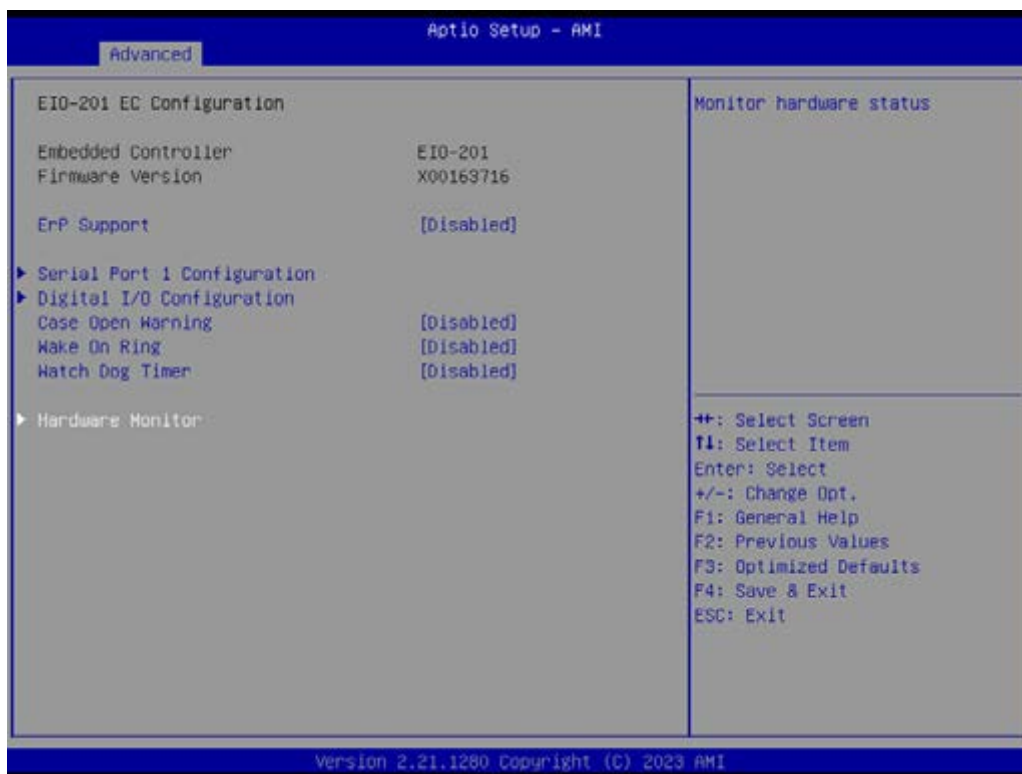 Aptio Setup - AMI
Advanced
EIO-201 EC Configuration
Embedded Controller EIO-201
Firmware Version X00163716
ErP Support [Disabled]
Serial Port 1 Configuration
Digital I/O Configuration
Case Open Warning [Disabled]
Wake On Ring [Disabled]
Watch Dog Timer [Disabled]
Hardware Monitor
Monitor hardware status
→←: Select Screen
↑↓: Select Item
Enter: Select
+/-: Change Opt.
F1: General Help
F2: Previous Values
F3: Optimized Defaults
F4: Save & Exit
ESC: Exit
Version 2.21.1280 Copyright (C) 2023 AMI